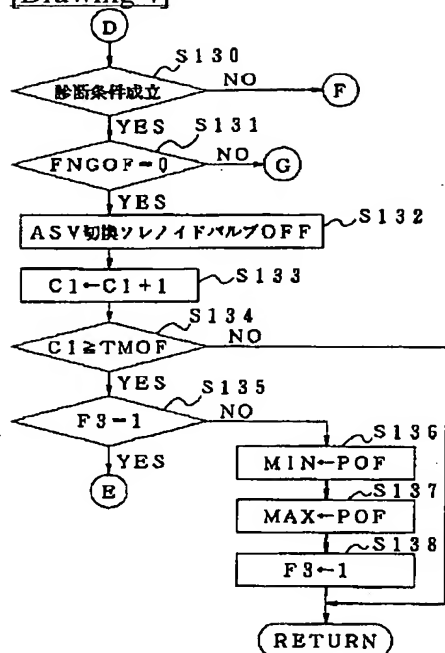 [Drawing 4]
D
S130
診断条件成立
NO
F
YES
S131
FNGOF=0
NO
G
YES
S132
ASV切換ソレノイドバルブOFF
S133
C1←C1+1
S134
C1≧TMOF
NO
YES
S135
F3=1
NO
YES
E
S136
MIN←POF
S137
MAX←POF
S138
F3←1
RETURN